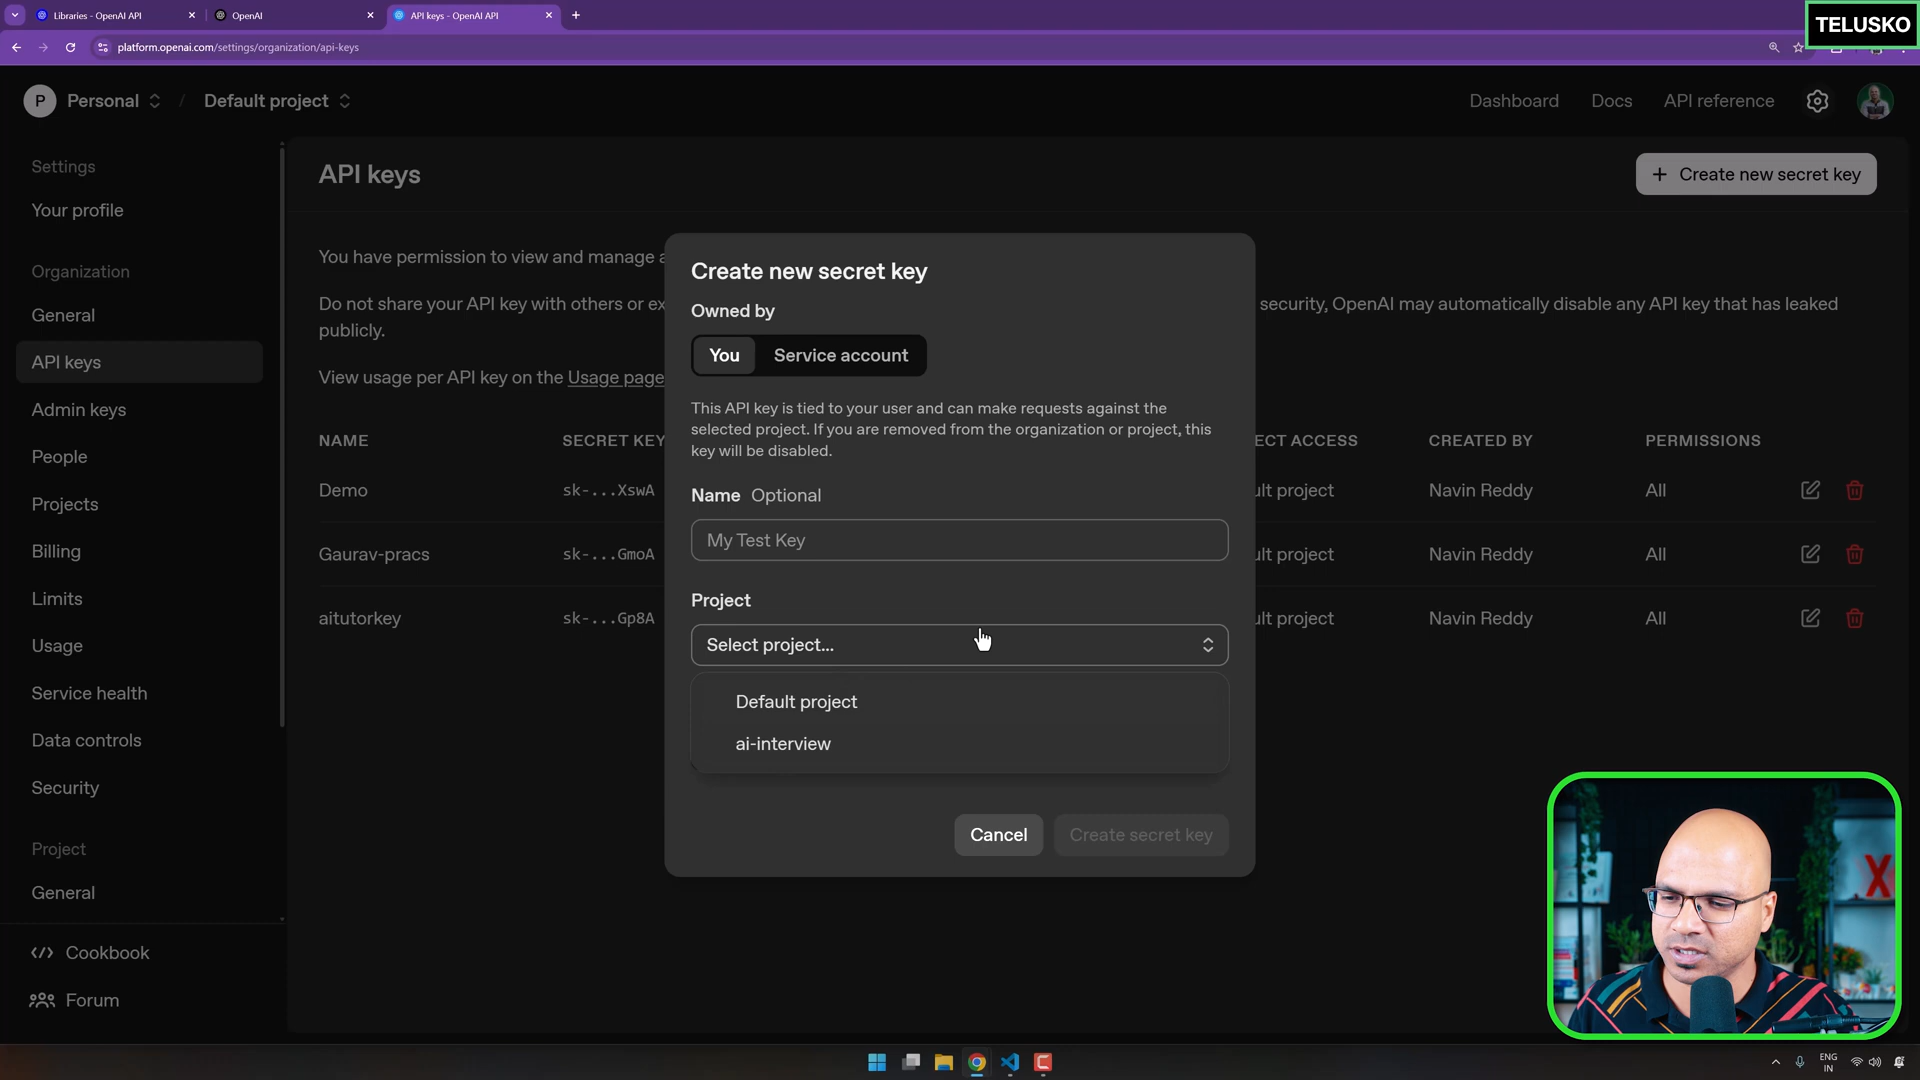 Libraries - OpenAI API
OpenAI
API keys - OpenAI API
TELUSKO
platform.openai.com/settings/organization/api-keys
P Personal / Default project
Dashboard Docs API reference
Settings
Your profile
Organization
General
API keys
Admin keys
People
Projects
Billing
Limits
Usage
Service health
Data controls
Security
Project
General
Cookbook
Forum
API keys
+ Create new secret key
You have permission to view and manage a
Do not share your API key with others or ex
security, OpenAI may automatically disable any API key that has leaked
publicly.
View usage per API key on the Usage page
NAME SECRET KEY ECT ACCESS CREATED BY PERMISSIONS
Demo sk-...XswA ult project Navin Reddy All
Gaurav-pracs sk-...GmoA ult project Navin Reddy All
aitutorkey sk-...Gp8A ult project Navin Reddy All
Create new secret key
Owned by
You Service account
This API key is tied to your user and can make requests against the
selected project. If you are removed from the organization or project, this
key will be disabled.
Name Optional
My Test Key
Project
Select project...
Default project
ai-interview
Cancel Create secret key
ENG
IN